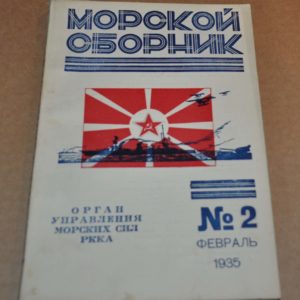 МОРСКОЙ
СБОРНИК
ОРГАН
УПРАВЛЕНИЯ
МОРСКИХ СИЛ
РККА
№ 2
ФЕВРАЛЬ
1935